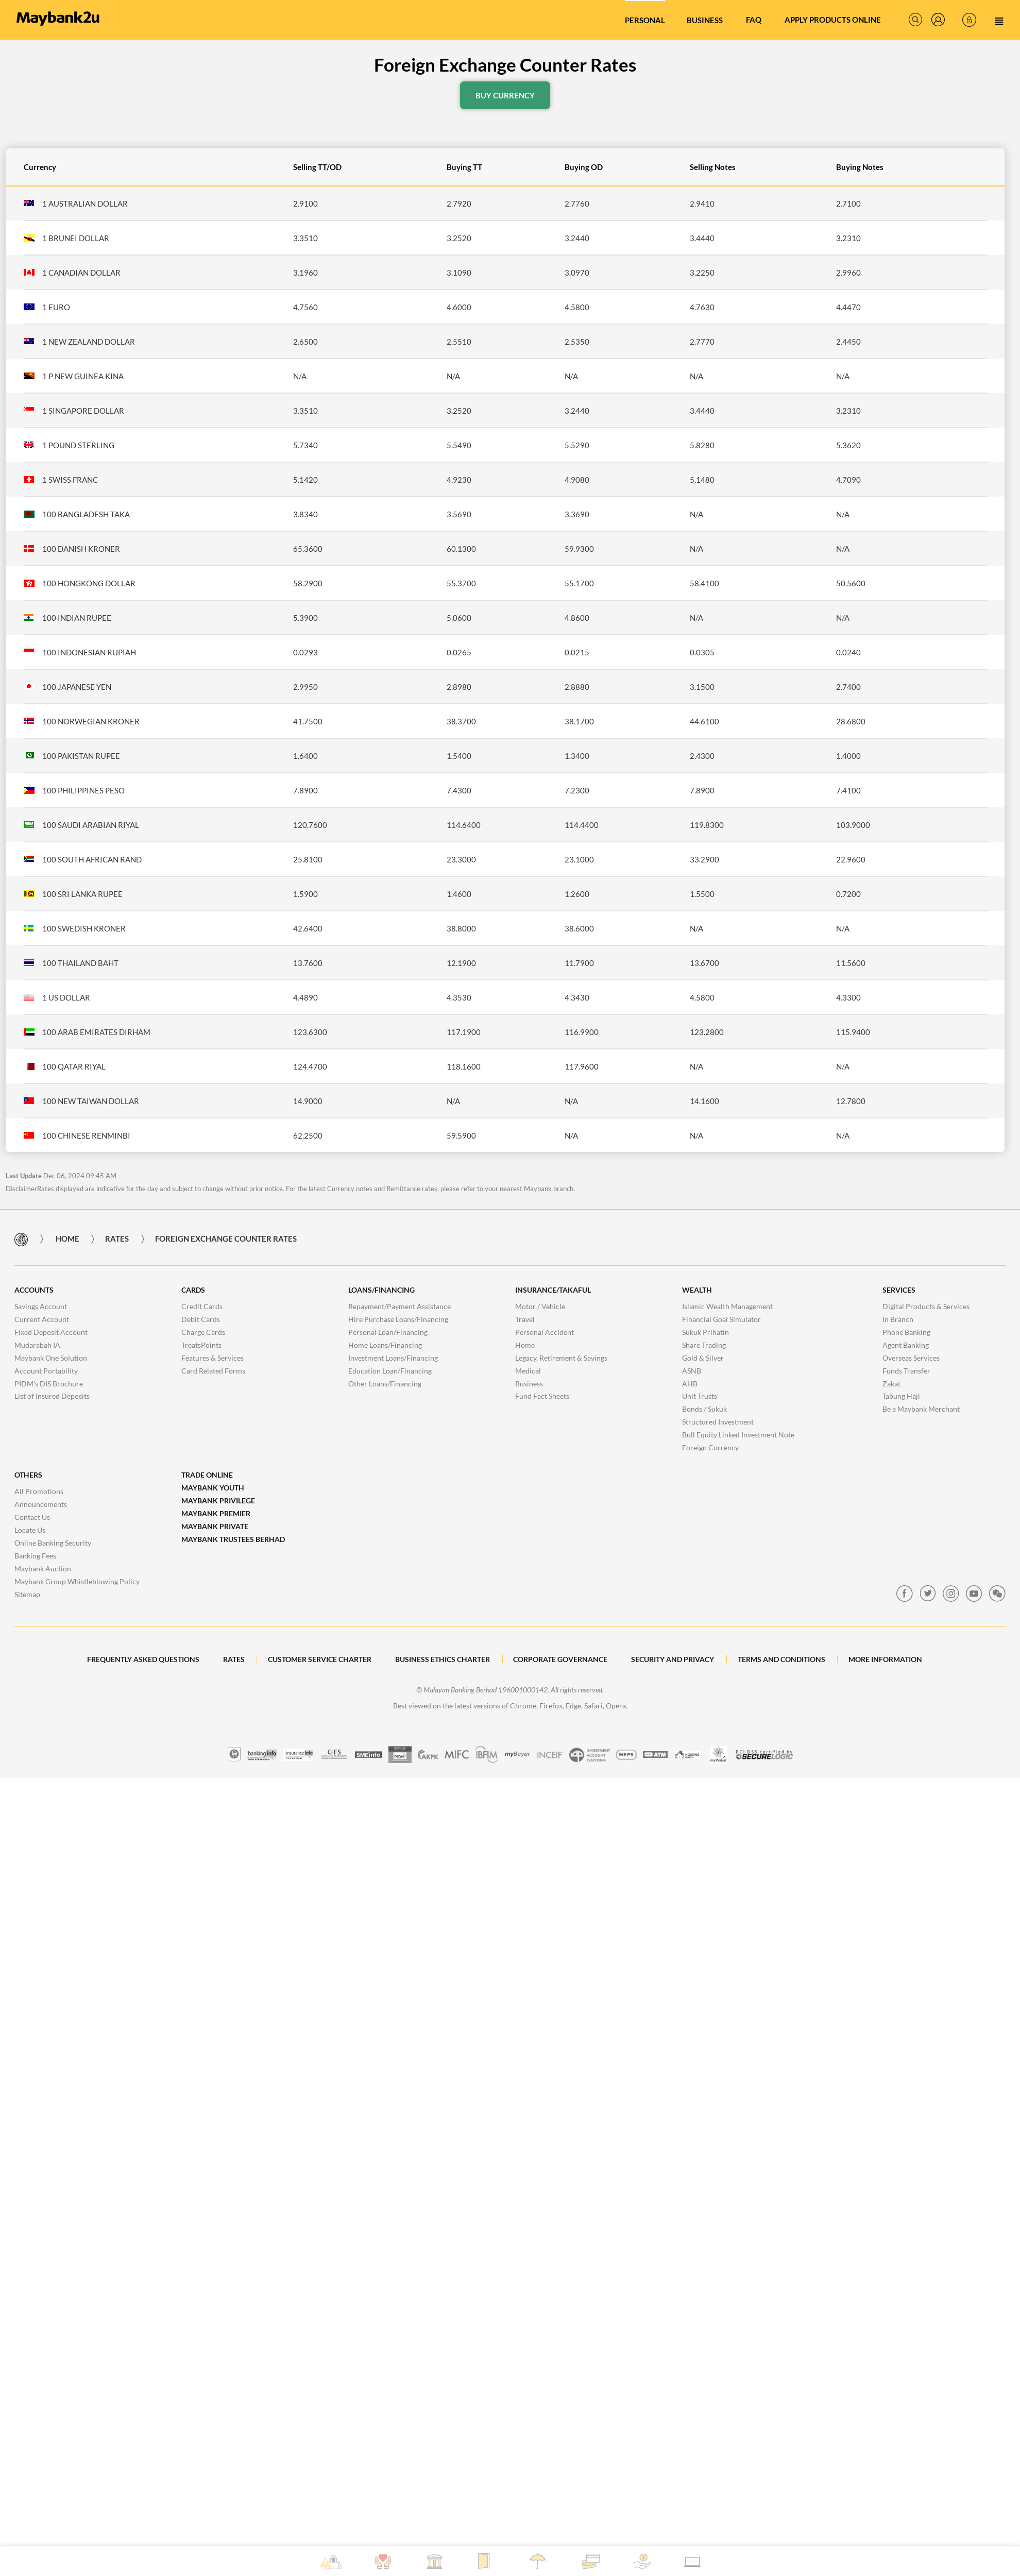 Maybank2u
PERSONAL BUSINESS FAQ APPLY PRODUCTS ONLINE
Foreign Exchange Counter Rates
BUY CURRENCY
Currency Selling TT/OD Buying TT Buying OD Selling Notes Buying Notes
1 AUSTRALIAN DOLLAR 2.9100 2.7920 2.7760 2.9410 2.7100
1 BRUNEI DOLLAR 3.3510 3.2520 3.2440 3.4440 3.2310
1 CANADIAN DOLLAR 3.1960 3.1090 3.0970 3.2250 2.9960
1 EURO 4.7560 4.6000 4.5800 4.7630 4.4470
1 NEW ZEALAND DOLLAR 2.6500 2.5510 2.5350 2.7770 2.4450
1 P NEW GUINEA KINA N/A N/A N/A N/A N/A
1 SINGAPORE DOLLAR 3.3510 3.2520 3.2440 3.4440 3.2310
1 POUND STERLING 5.7340 5.5490 5.5290 5.8280 5.3620
1 SWISS FRANC 5.1420 4.9230 4.9080 5.1480 4.7090
100 BANGLADESH TAKA 3.8340 3.5690 3.3690 N/A N/A
100 DANISH KRONER 65.3600 60.1300 59.9300 N/A N/A
100 HONGKONG DOLLAR 58.2900 55.3700 55.1700 58.4100 50.5600
100 INDIAN RUPEE 5.3900 5.0600 4.8600 N/A N/A
100 INDONESIAN RUPIAH 0.0293 0.0265 0.0215 0.0305 0.0240
100 JAPANESE YEN 2.9950 2.8980 2.8880 3.1500 2.7400
100 NORWEGIAN KRONER 41.7500 38.3700 38.1700 44.6100 28.6800
100 PAKISTAN RUPEE 1.6400 1.5400 1.3400 2.4300 1.4000
100 PHILIPPINES PESO 7.8900 7.4300 7.2300 7.8900 7.4100
100 SAUDI ARABIAN RIYAL 120.7600 114.6400 114.4400 119.8300 103.9000
100 SOUTH AFRICAN RAND 25.8100 23.3000 23.1000 33.2900 22.9600
100 SRI LANKA RUPEE 1.5900 1.4600 1.2600 1.5500 0.7200
100 SWEDISH KRONER 42.6400 38.8000 38.6000 N/A N/A
100 THAILAND BAHT 13.7600 12.1900 11.7900 13.6700 11.5600
1 US DOLLAR 4.4890 4.3530 4.3430 4.5800 4.3300
100 ARAB EMIRATES DIRHAM 123.6300 117.1900 116.9900 123.2800 115.9400
100 QATAR RIYAL 124.4700 118.1600 117.9600 N/A N/A
100 NEW TAIWAN DOLLAR 14.9000 N/A N/A 14.1600 12.7800
100 CHINESE RENMINBI 62.2500 59.5900 N/A N/A N/A
Last Update Dec 06, 2024 09:45 AM
DisclaimerRates displayed are indicative for the day and subject to change without prior notice. For the latest Currency notes and Remittance rates, please refer to your nearest Maybank branch.
HOME RATES FOREIGN EXCHANGE COUNTER RATES
ACCOUNTS
Savings Account
Current Account
Fixed Deposit Account
Mudarabah IA
Maybank One Solution
Account Portability
PIDM's DIS Brochure
List of Insured Deposits
CARDS
Credit Cards
Debit Cards
Charge Cards
TreatsPoints
Features & Services
Card Related Forms
LOANS/FINANCING
Repayment/Payment Assistance
Hire Purchase Loans/Financing
Personal Loan/Financing
Home Loans/Financing
Investment Loans/Financing
Education Loan/Financing
Other Loans/Financing
INSURANCE/TAKAFUL
Motor / Vehicle
Travel
Personal Accident
Home
Legacy, Retirement & Savings
Medical
Business
Fund Fact Sheets
WEALTH
Islamic Wealth Management
Financial Goal Simulator
Sukuk Prihatin
Share Trading
Gold & Silver
ASNB
AHB
Unit Trusts
Bonds / Sukuk
Structured Investment
Bull Equity Linked Investment Note
Foreign Currency
SERVICES
Digital Products & Services
In Branch
Phone Banking
Agent Banking
Overseas Services
Funds Transfer
Zakat
Tabung Haji
Be a Maybank Merchant
OTHERS
All Promotions
Announcements
Contact Us
Locate Us
Online Banking Security
Banking Fees
Maybank Auction
Maybank Group Whistleblowing Policy
Sitemap
TRADE ONLINE
MAYBANK YOUTH
MAYBANK PRIVILEGE
MAYBANK PREMIER
MAYBANK PRIVATE
MAYBANK TRUSTEES BERHAD
FREQUENTLY ASKED QUESTIONS RATES CUSTOMER SERVICE CHARTER BUSINESS ETHICS CHARTER CORPORATE GOVERNANCE SECURITY AND PRIVACY TERMS AND CONDITIONS MORE INFORMATION
© Malayan Banking Berhad 196001000142, All rights reserved.
Best viewed on the latest versions of Chrome, Firefox, Edge, Safari, Opera.
bankinginfo insuranceinfo OFS SMEinfo PIDM AKPK MIFC IBFIM myBayar INCEIF INVESTMENT ACCOUNT PLATFORM MEPS ATM PCI DSS certified by SECURELOGIC